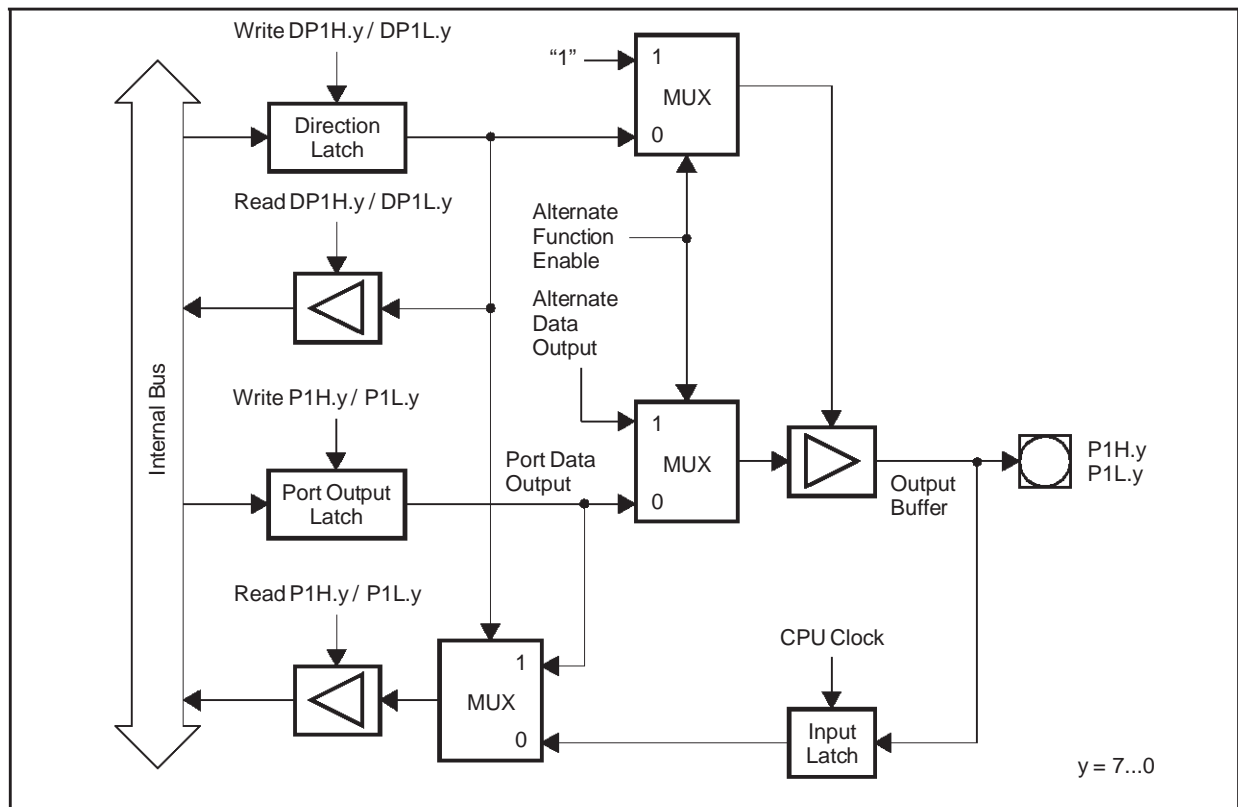 Write DP1H.y / DP1L.y
“1”
1
MUX
0
Direction
Latch
Read DP1H.y / DP1L.y
Alternate
Function
Enable
Alternate
Data
Output
Internal Bus
Write P1H.y / P1L.y
Port Data
Output
1
MUX
0
Port Output
Latch
Output
Buffer
P1H.y
P1L.y
Read P1H.y / P1L.y
CPU Clock
1
MUX
0
Input
Latch
y = 7...0